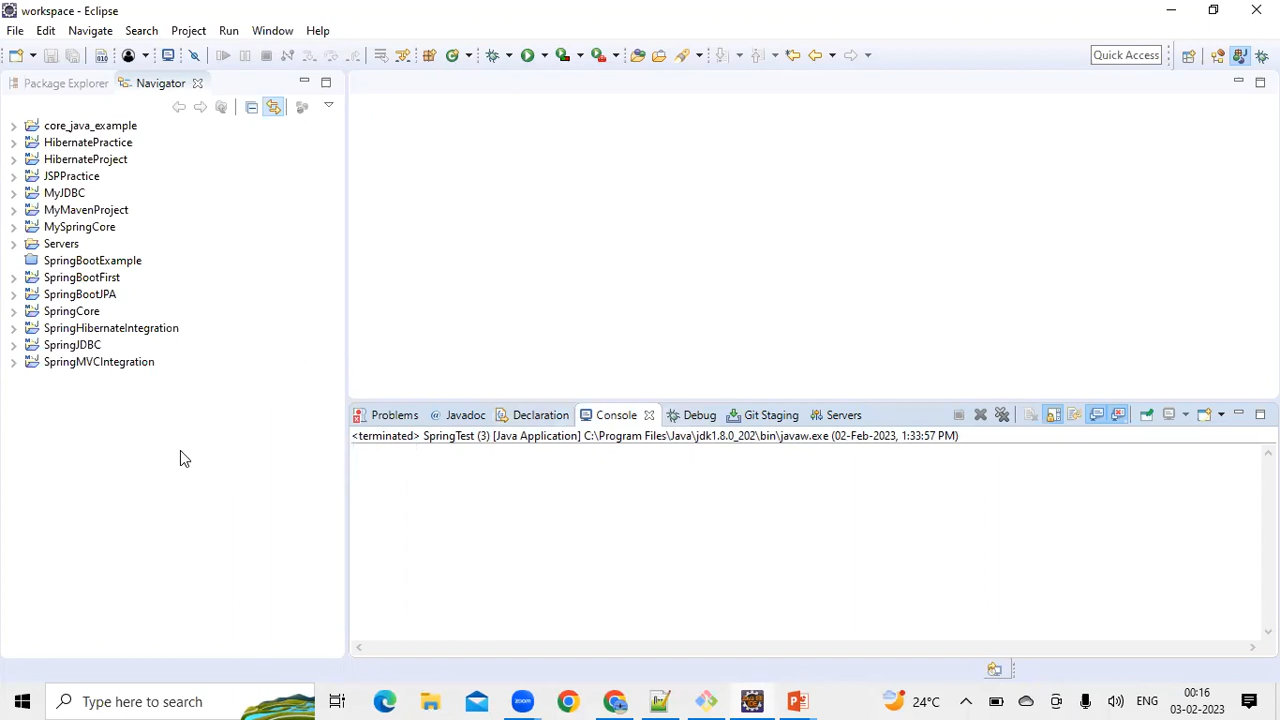 workspace - Eclipse
File Edit Navigate Search Project Run Window Help
Quick Access
Package Explorer Navigator
core_java_example
HibernatePractice
HibernateProject
JSPPractice
MyJDBC
MyMavenProject
MySpringCore
Servers
SpringBootExample
SpringBootFirst
SpringBootJPA
SpringCore
SpringHibernateIntegration
SpringJDBC
SpringMVCIntegration
Problems @ Javadoc Declaration Console Debug Git Staging Servers
<terminated> SpringTest (3) [Java Application] C:\Program Files\Java\jdk1.8.0_202\bin\javaw.exe (02-Feb-2023, 1:33:57 PM)
Type here to search
zoom
24°C
ENG
00:16
03-02-2023